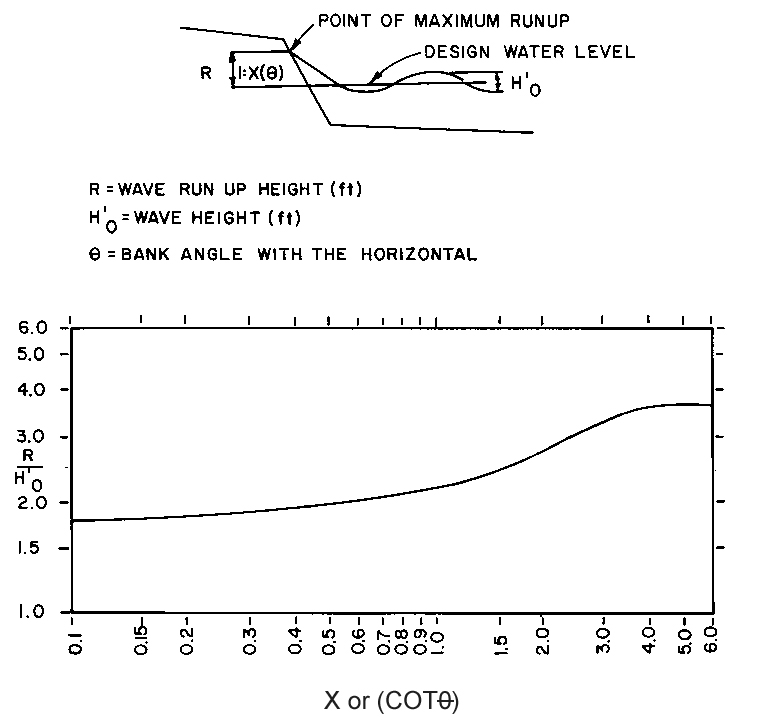 POINT OF MAXIMUM RUNUP
DESIGN WATER LEVEL
R
1:X(θ)
H'O
R = WAVE RUN UP HEIGHT (ft)
H'O = WAVE HEIGHT (ft)
θ = BANK ANGLE WITH THE HORIZONTAL
6.0
5.0
4.0
3.0
R
H'O
2.0
1.5
1.0
0.1 0.15 0.2 0.3 0.4 0.5 0.6 0.7 0.8 0.9 1.0 1.5 2.0 3.0 4.0 5.0 6.0
X or (COTθ)